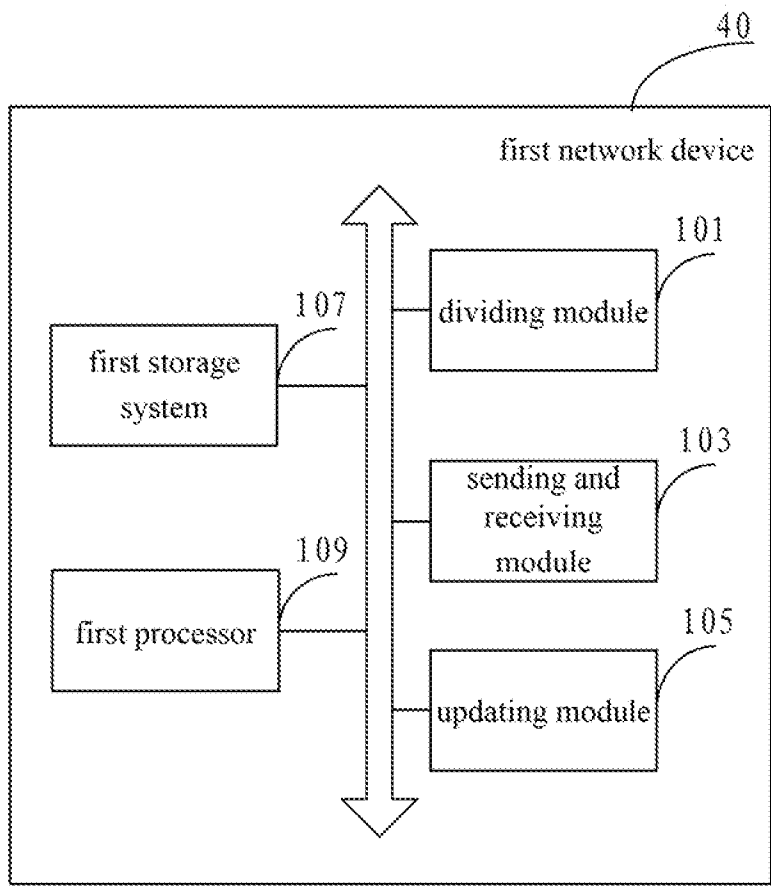 40
first network device
101
dividing module
107
first storage
system
103
sending and
receiving
module
109
first processor
105
updating module